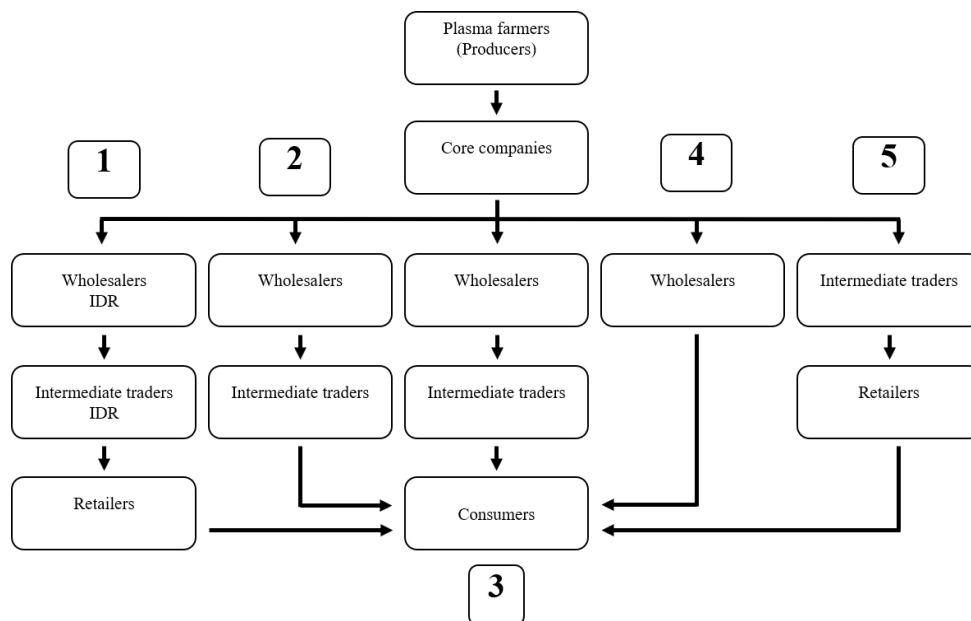 Plasma farmers
(Producers)
Core companies
1
2
4
5
Wholesalers
IDR
Wholesalers
Wholesalers
Wholesalers
Intermediate traders
Intermediate traders
IDR
Intermediate traders
Intermediate traders
Retailers
Retailers
Consumers
3